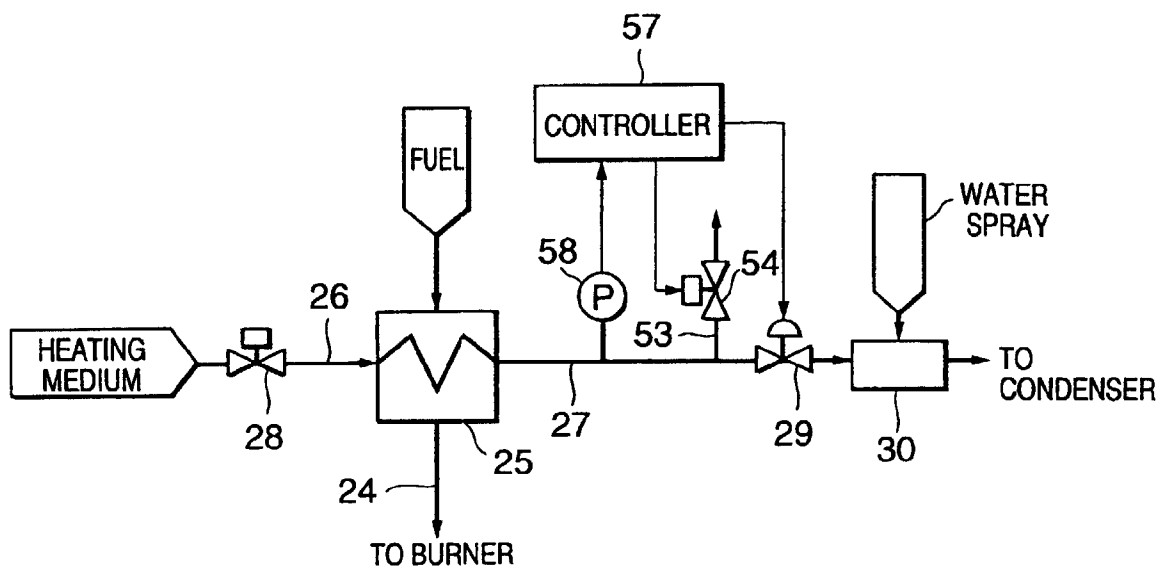 57
CONTROLLER
FUEL
WATER
SPRAY
58
P
54
26
53
HEATING
MEDIUM
TO
CONDENSER
28
25
27
29
30
24
TO BURNER